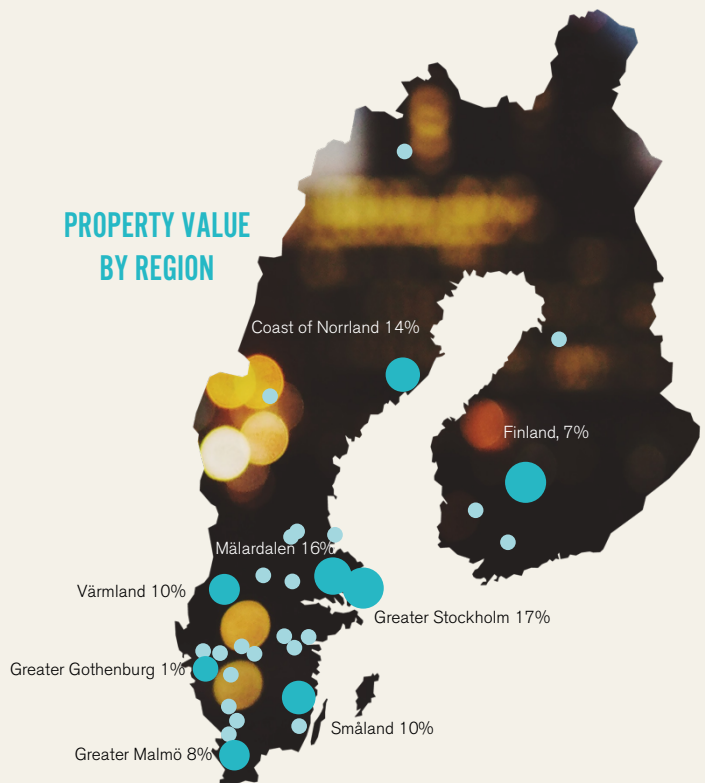 PROPERTY VALUE
BY REGION
Coast of Norrland 14%
Finland, 7%
Mälardalen 16%
Värmland 10%
Greater Stockholm 17%
Greater Gothenburg 1%
Småland 10%
Greater Malmö 8%